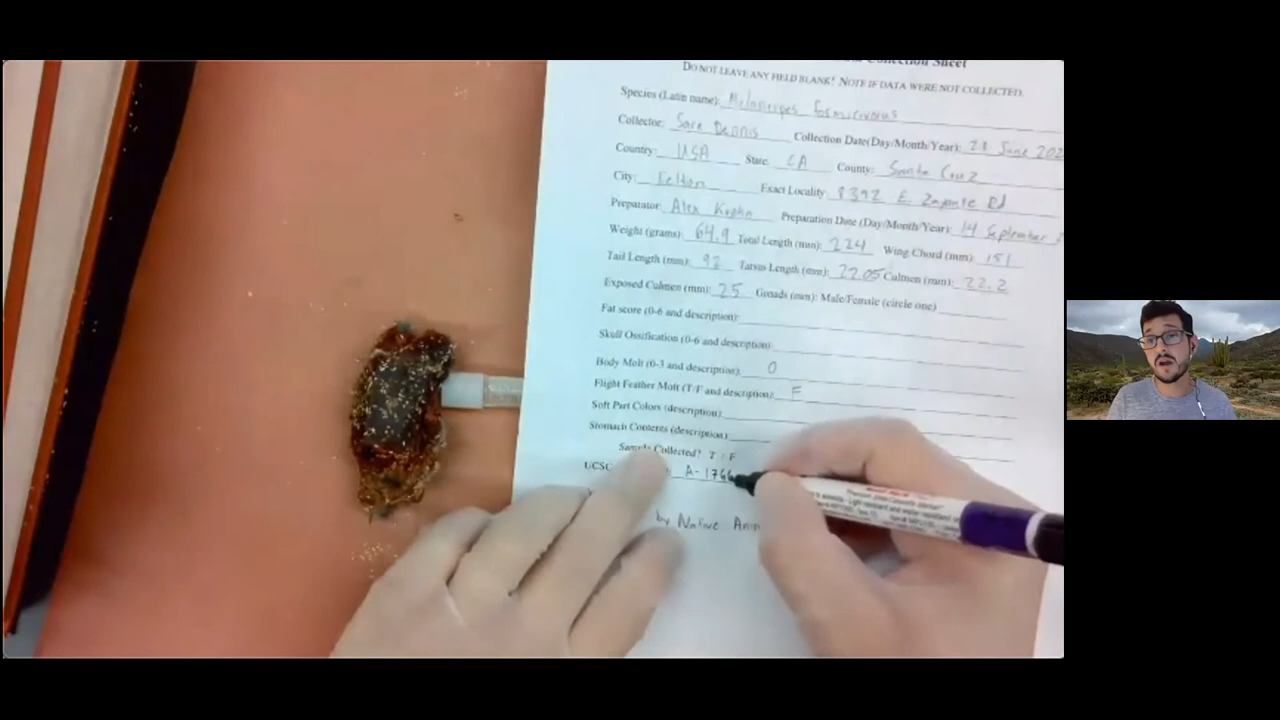 Collection Sheet
DO NOT LEAVE ANY FIELD BLANK! NOTE IF DATA WERE NOT COLLECTED.
Species (Latin name): Melanerpes formicivorus
Collector: Sara Dennis Collection Date(Day/Month/Year): 28 June 202
Country: USA State: CA County: Santa Cruz
City: Felton Exact Locality: 8392 E. Zayante Rd
Preparator: Alex Preparation Date (Day/Month/Year): 14 September
Weight (grams): 64.9 Total Length (mm): 224 Wing Chord (mm): 151
Tail Length (mm): 92 Tarsus Length (mm): 22.05 Culmen (mm): 22.2
Exposed Culmen (mm): 25 Gonads (mm): Male/Female (circle one)
Fat score (0-6 and description):
Skull Ossification (0-6 and description)
Body Molt (0-3 and description): 0
Flight Feather Molt (T/F and description): F
Soft Part Colors (description):
Stomach Contents (description)
Sample Collected? T / F
UCSC A-1766
by Native Ani